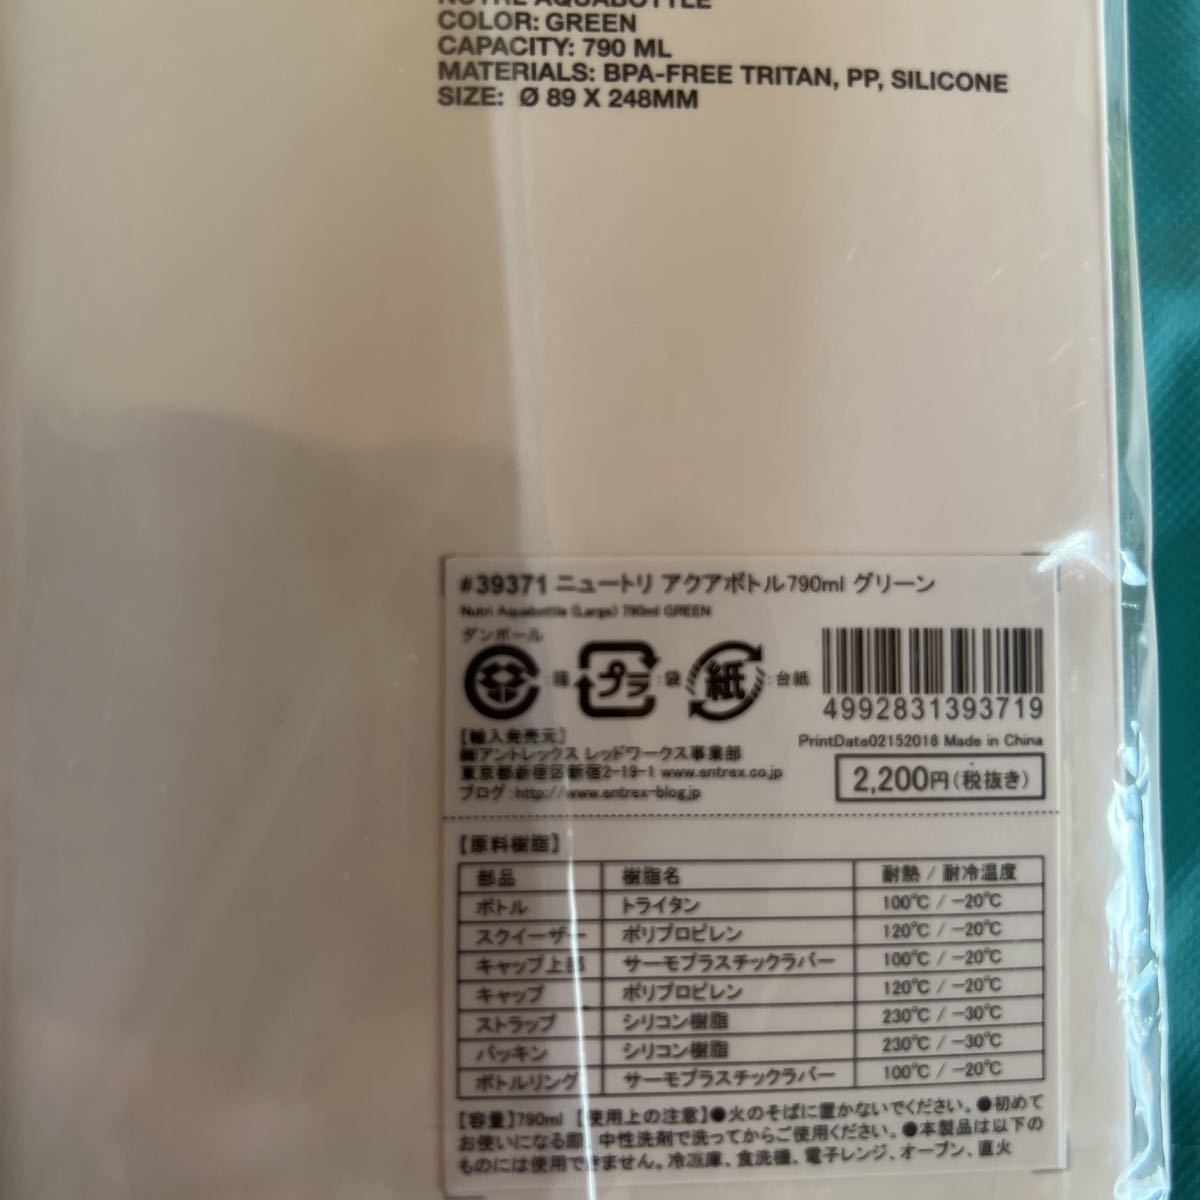 NUTRE AQUABOTTLE
COLOR: GREEN
CAPACITY: 790 ML
MATERIALS: BPA-FREE TRITAN, PP, SILICONE
SIZE: Ø 89 X 248MM
#39371 ニュートリ アクアボトル790ml グリーン
Nutri Aquabottle (Large) 790ml GREEN
ダンボール
:箱 プラ :袋 紙 :台紙
4992831393719
PrintDate02152016 Made in China
【輸入発売元】
㈱アントレックス レッドワークス事業部
東京都新宿区新宿2-19-1 www.entrex.co.jp
ブログ:http://www.entrex-blog.jp
2,200円(税抜き)
【原料樹脂】
部品 樹脂名 耐熱 / 耐冷温度
ボトル トライタン 100℃ / -20℃
スクイーザー ポリプロピレン 120℃ / -20℃
キャップ上部 サーモプラスチックラバー 100℃ / -20℃
キャップ ポリプロピレン 120℃ / -20℃
ストラップ シリコン樹脂 230℃ / -30℃
パッキン シリコン樹脂 230℃ / -30℃
ボトルリング サーモプラスチックラバー 100℃ / -20℃
【容量】790ml 【使用上の注意】●火のそばに置かないでください。●初めて
お使いになる際、中性洗剤で洗ってからご使用ください。●本製品は以下の
ものには使用できません。冷凍庫、食洗機、電子レンジ、オーブン、直火